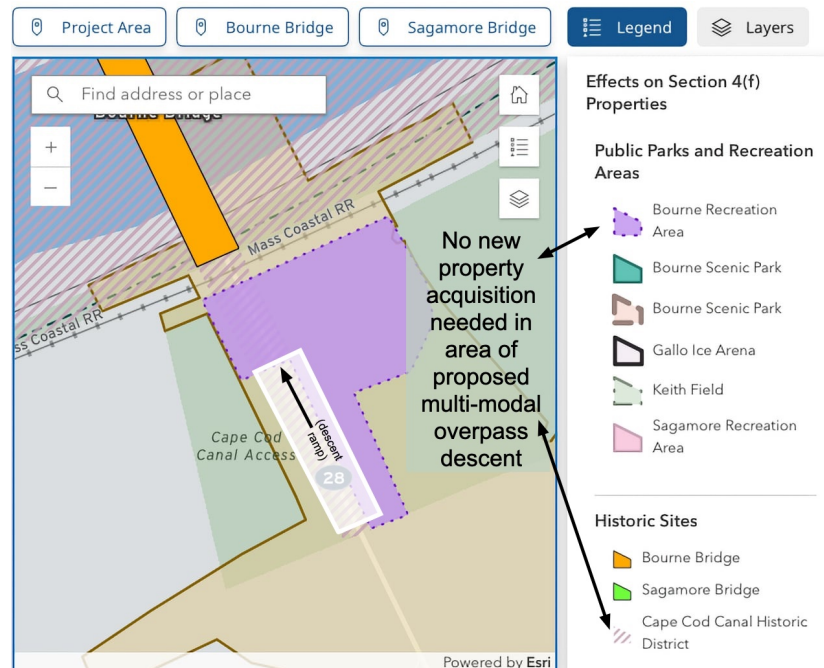 Project Area
Bourne Bridge
Sagamore Bridge
Legend
Layers
Find address or place
Bourne Bridge
+
−
Mass Coastal RR
ss Coastal RR
No new
property
acquisition
needed in
area of
proposed
multi-modal
overpass
descent
(descent
ramp)
28
Cape Cod
Canal Access
Powered by Esri
Effects on Section 4(f)
Properties
Public Parks and Recreation
Areas
Bourne Recreation
Area
Bourne Scenic Park
Bourne Scenic Park
Gallo Ice Arena
Keith Field
Sagamore Recreation
Area
Historic Sites
Bourne Bridge
Sagamore Bridge
Cape Cod Canal Historic
District